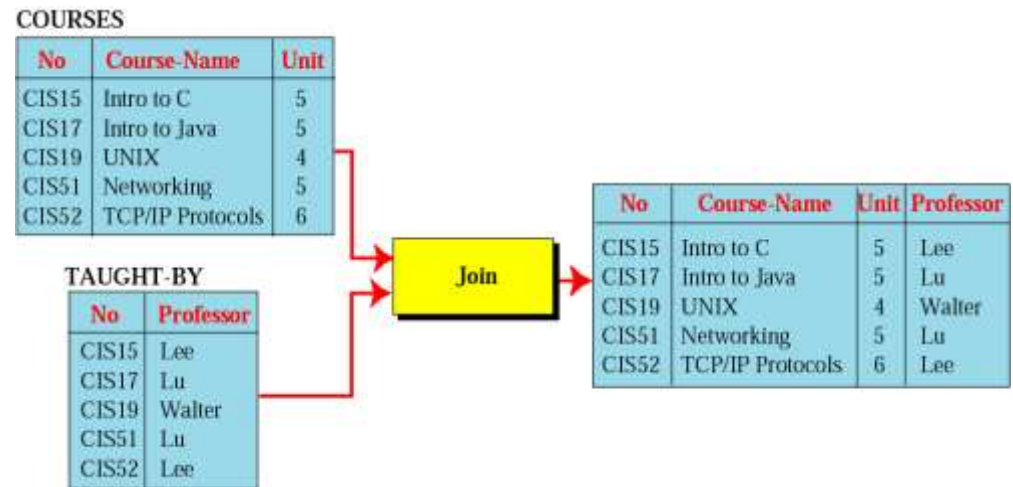 COURSES
No Course-Name Unit
CIS15 Intro to C 5
CIS17 Intro to Java 5
CIS19 UNIX 4
CIS51 Networking 5
CIS52 TCP/IP Protocols 6
TAUGHT-BY
No Professor
CIS15 Lee
CIS17 Lu
CIS19 Walter
CIS51 Lu
CIS52 Lee
Join
No Course-Name Unit Professor
CIS15 Intro to C 5 Lee
CIS17 Intro to Java 5 Lu
CIS19 UNIX 4 Walter
CIS51 Networking 5 Lu
CIS52 TCP/IP Protocols 6 Lee